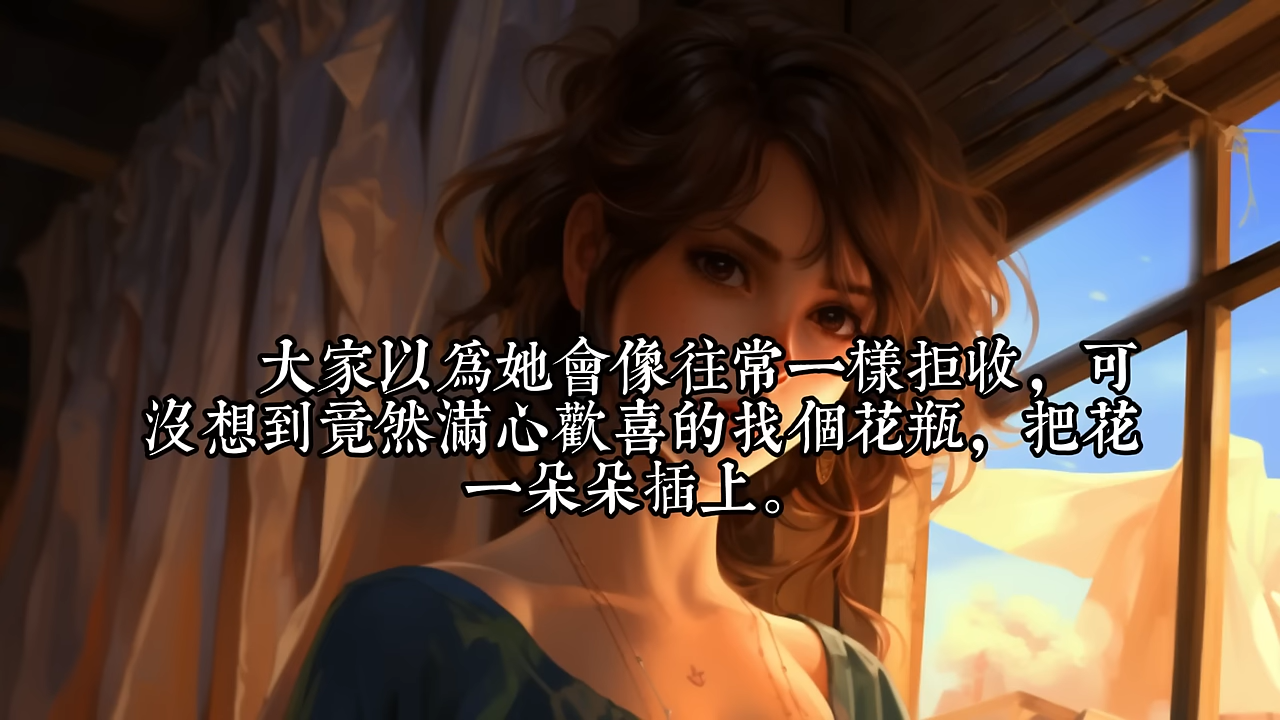 大家以為她會像往常一樣拒收，可
沒想到竟然滿心歡喜的找個花瓶，把花
一朵朵插上。